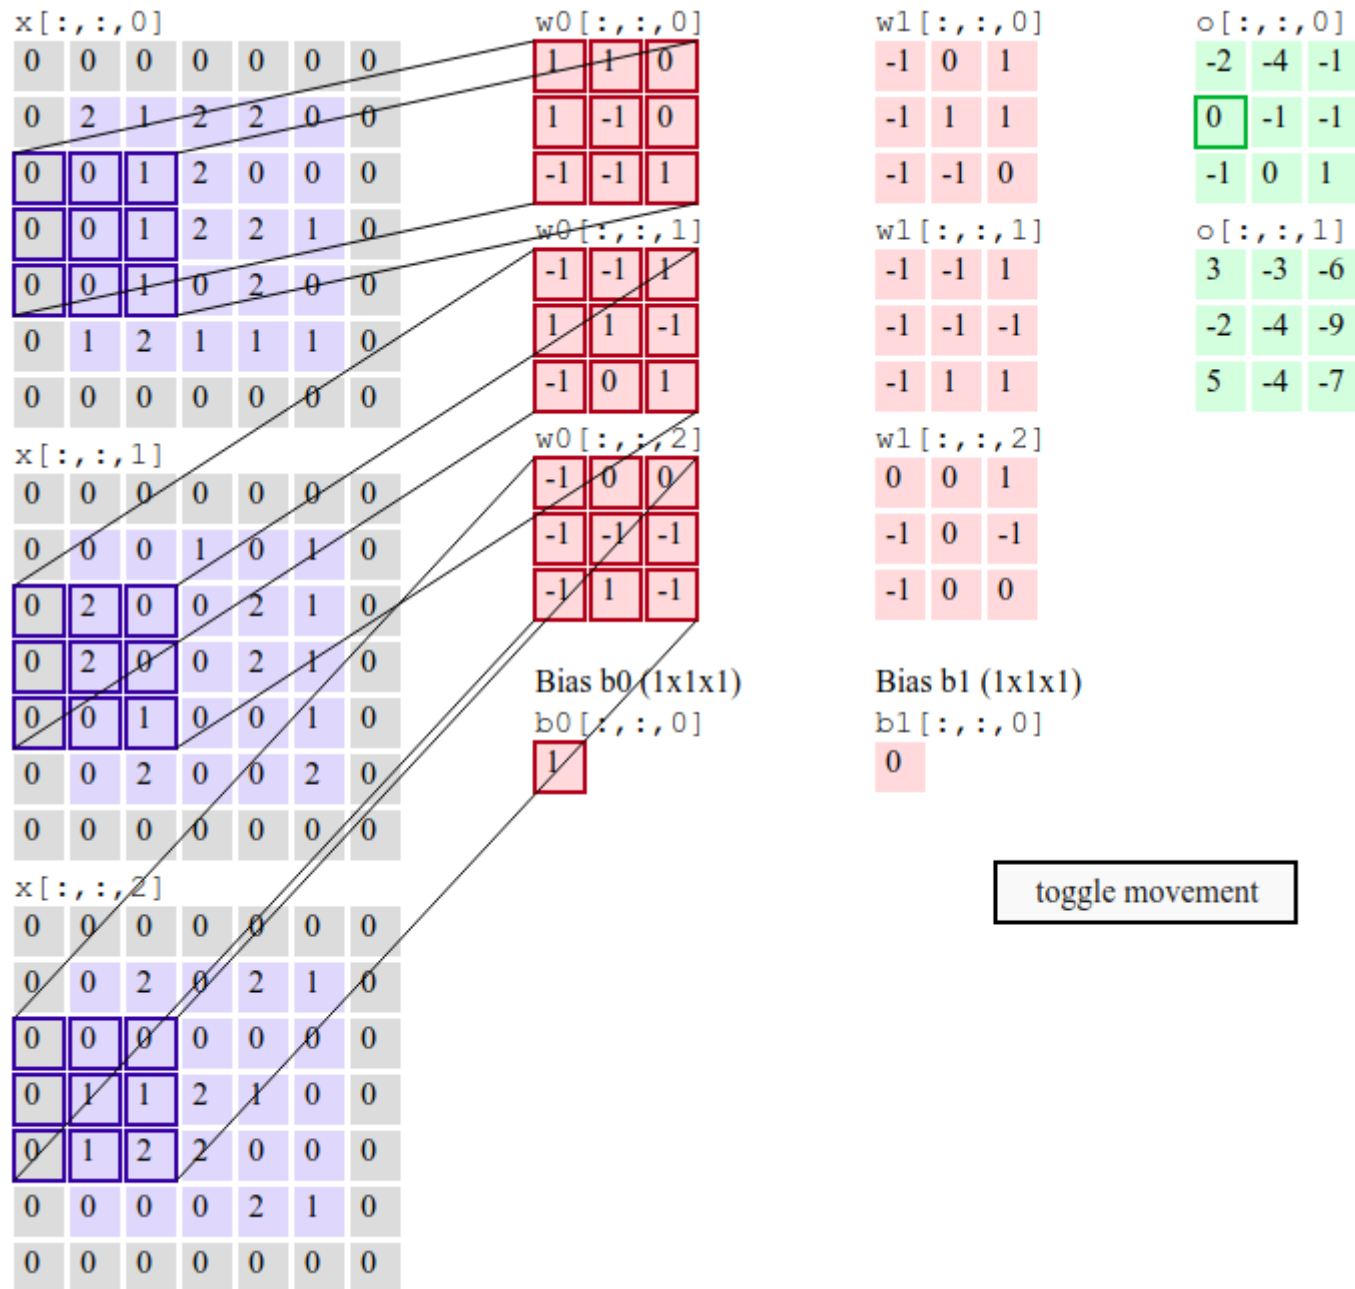 x[:,:,0]
0 0 0 0 0 0 0
0 2 1 2 2 0 0
0 0 1 2 0 0 0
0 0 1 2 2 1 0
0 0 1 0 2 0 0
0 1 2 1 1 1 0
0 0 0 0 0 0 0
x[:,:,1]
0 0 0 0 0 0 0
0 0 0 1 0 1 0
0 2 0 0 2 1 0
0 2 0 0 2 1 0
0 0 1 0 0 1 0
0 0 2 0 0 2 0
0 0 0 0 0 0 0
x[:,:,2]
0 0 0 0 0 0 0
0 0 2 0 2 1 0
0 0 0 0 0 0 0
0 1 1 2 1 0 0
0 1 2 2 0 0 0
0 0 0 0 2 1 0
0 0 0 0 0 0 0
w0[:,:,0]
1 1 0
1 -1 0
-1 -1 1
w0[:,:,1]
-1 -1 1
1 1 -1
-1 0 1
w0[:,:,2]
-1 0 0
-1 -1 -1
-1 1 -1
Bias b0 (1x1x1)
b0[:,:,0]
1
w1[:,:,0]
-1 0 1
-1 1 1
-1 -1 0
w1[:,:,1]
-1 -1 1
-1 -1 -1
-1 1 1
w1[:,:,2]
0 0 1
-1 0 -1
-1 0 0
Bias b1 (1x1x1)
b1[:,:,0]
0
o[:,:,0]
-2 -4 -1
0 -1 -1
-1 0 1
o[:,:,1]
3 -3 -6
-2 -4 -9
5 -4 -7
toggle movement